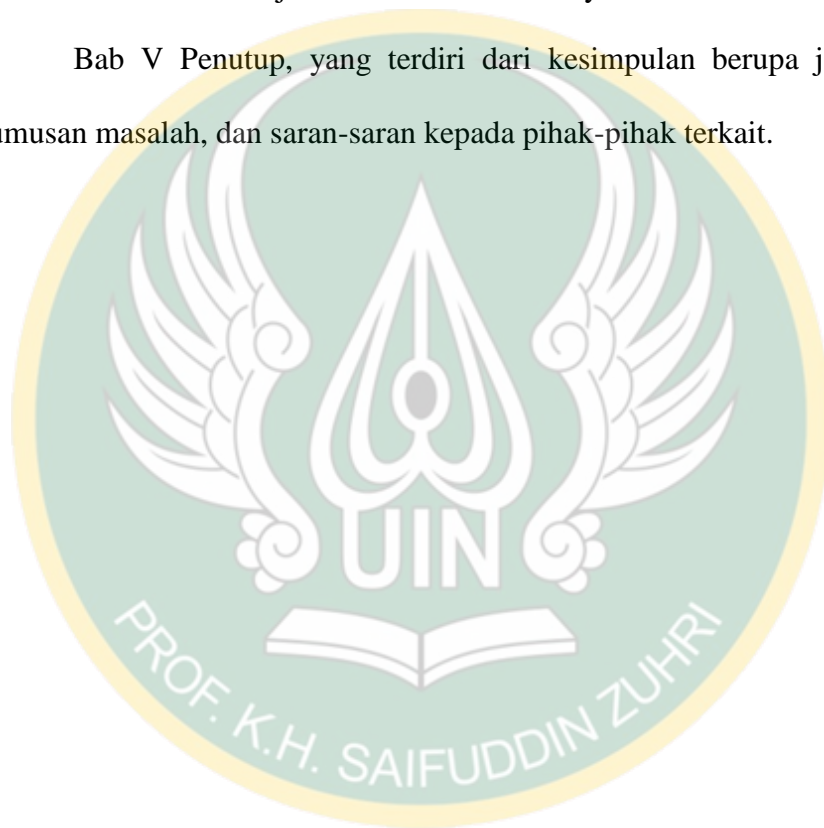 Bab V Penutup, yang terdiri dari kesimpulan berupa
masalah, dan saran-saran kepada pihak-pihak terkait.
UIN
PROF. K.H. SAIFUDDIN ZUHRI